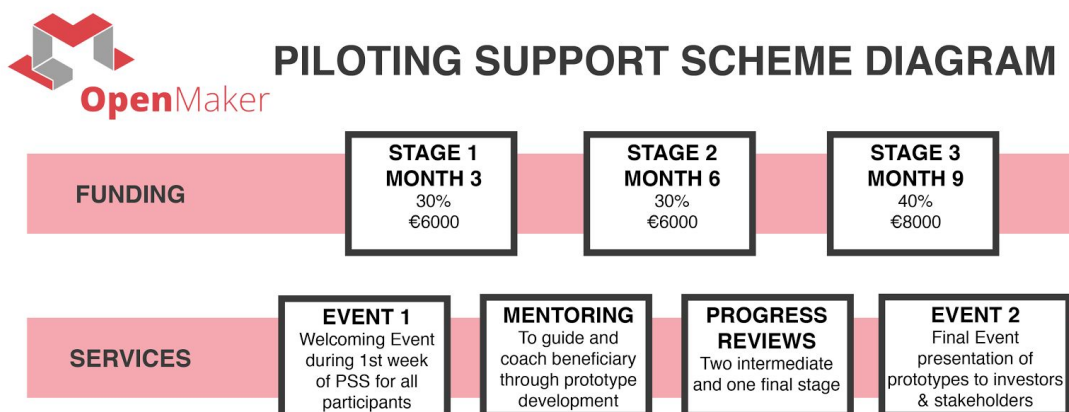 OpenMaker
PILOTING SUPPORT SCHEME DIAGRAM
FUNDING
STAGE 1
MONTH 3
30%
€6000
STAGE 2
MONTH 6
30%
€6000
STAGE 3
MONTH 9
40%
€8000
SERVICES
EVENT 1
Welcoming Event
during 1st week
of PSS for all
participants
MENTORING
To guide and
coach beneficiary
through prototype
development
PROGRESS
REVIEWS
Two intermediate
and one final stage
EVENT 2
Final Event
presentation of
prototypes to investors
& stakeholders